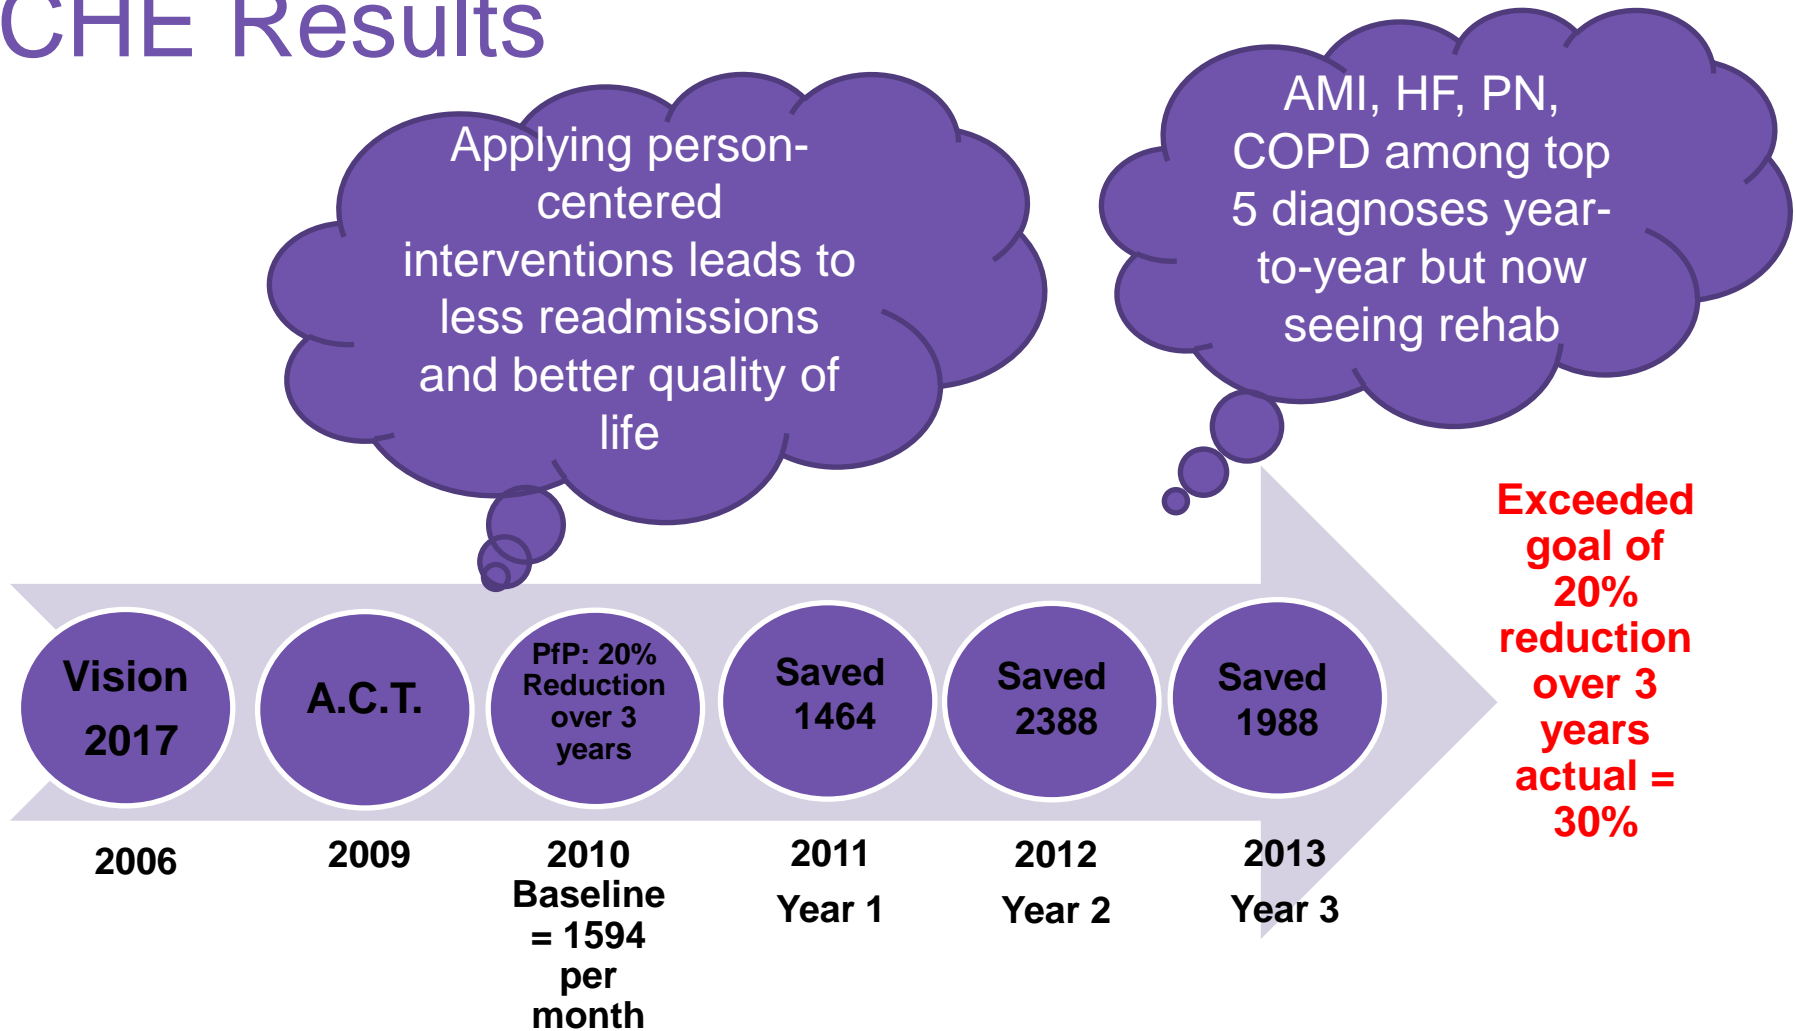 CHE Results
Applying person-
centered
interventions leads to
less readmissions
and better quality of
life
AMI, HF, PN,
COPD among top
5 diagnoses year-
to-year but now
seeing rehab
Exceeded
goal of
20%
reduction
over 3
years
actual =
30%
Vision
2017
A.C.T.
PfP: 20%
Reduction
over 3
years
Saved
1464
Saved
2388
Saved
1988
2006
2009
2010
Baseline
= 1594
per
month
2011
Year 1
2012
Year 2
2013
Year 3